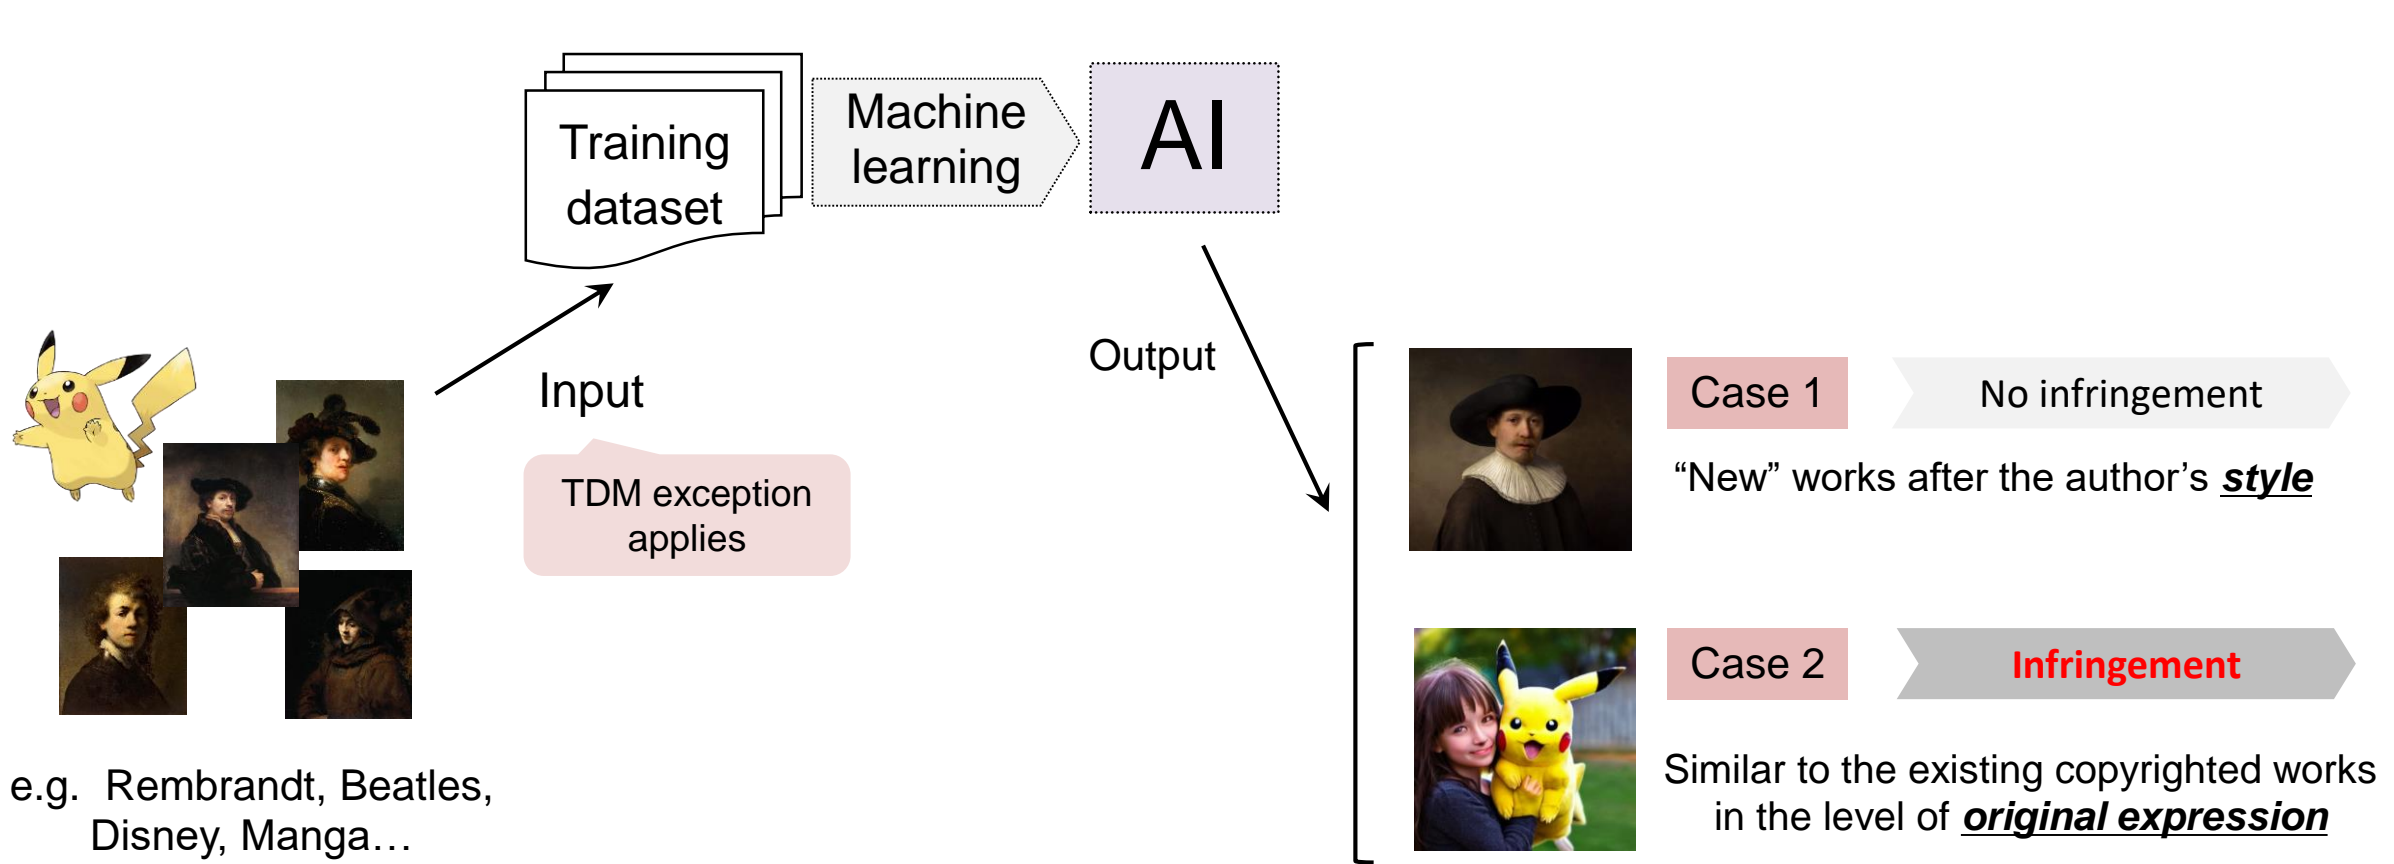 Training
dataset
Machine
learning
AI
Input
TDM exception
applies
e.g. Rembrandt, Beatles,
Disney, Manga…
Output
Case 1
No infringement
“New” works after the author’s style
Case 2
Infringement
Similar to the existing copyrighted works
in the level of original expression